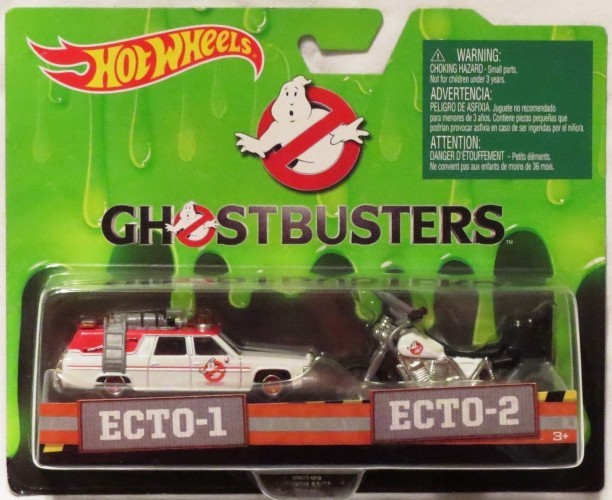 HOT WHEELS
WARNING:
CHOKING HAZARD - Small parts.
Not for children under 3 years.
ADVERTENCIA:
PELIGRO DE ASFIXIA. Juguete no recomendado
para menores de 3 años. Contiene piezas pequeñas que
podrían provocar asfixia en caso de ser ingeridas por el niño/a.
ATTENTION:
DANGER D'ÉTOUFFEMENT - Petits éléments.
Ne convient pas aux enfants de moins de 36 mois.
GHOSTBUSTERS™
ECTO-1
ECTO-2
3+